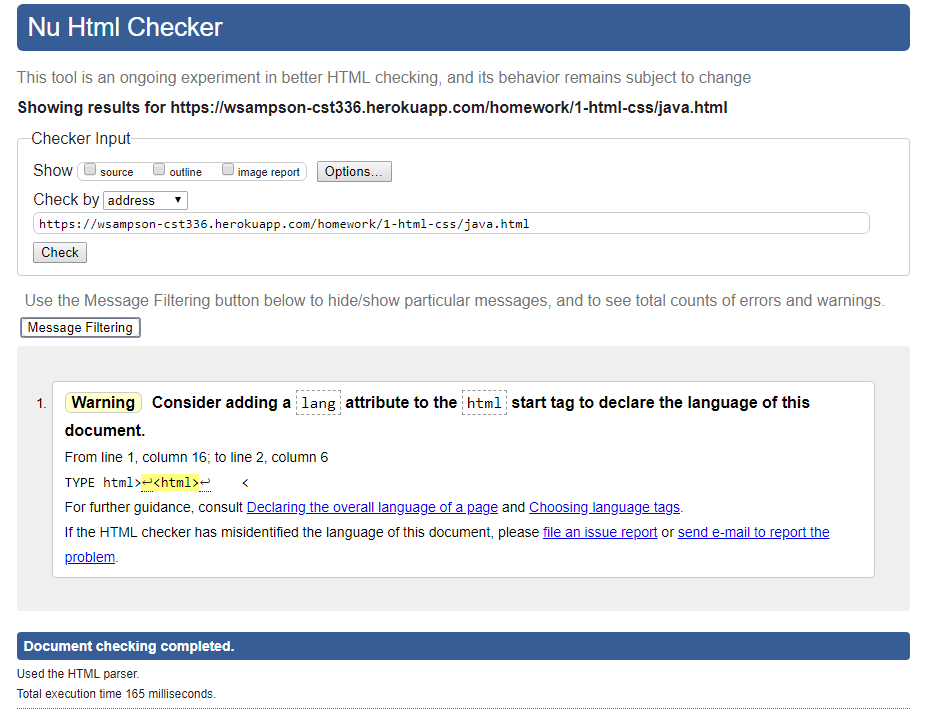 Nu Html Checker
This tool is an ongoing experiment in better HTML checking, and its behavior remains subject to change
Showing results for https://wsampson-cst336.herokuapp.com/homework/1-html-css/java.html
Checker Input
Show source outline image report Options...
Check by address ▼
https://wsampson-cst336.herokuapp.com/homework/1-html-css/java.html
Check
Use the Message Filtering button below to hide/show particular messages, and to see total counts of errors and warnings.
Message Filtering
1. Warning Consider adding a lang attribute to the html start tag to declare the language of this
document.
From line 1, column 16; to line 2, column 6
TYPE html>↩<html>↩    <
For further guidance, consult Declaring the overall language of a page and Choosing language tags.
If the HTML checker has misidentified the language of this document, please file an issue report or send e-mail to report the
problem.
Document checking completed.
Used the HTML parser.
Total execution time 165 milliseconds.